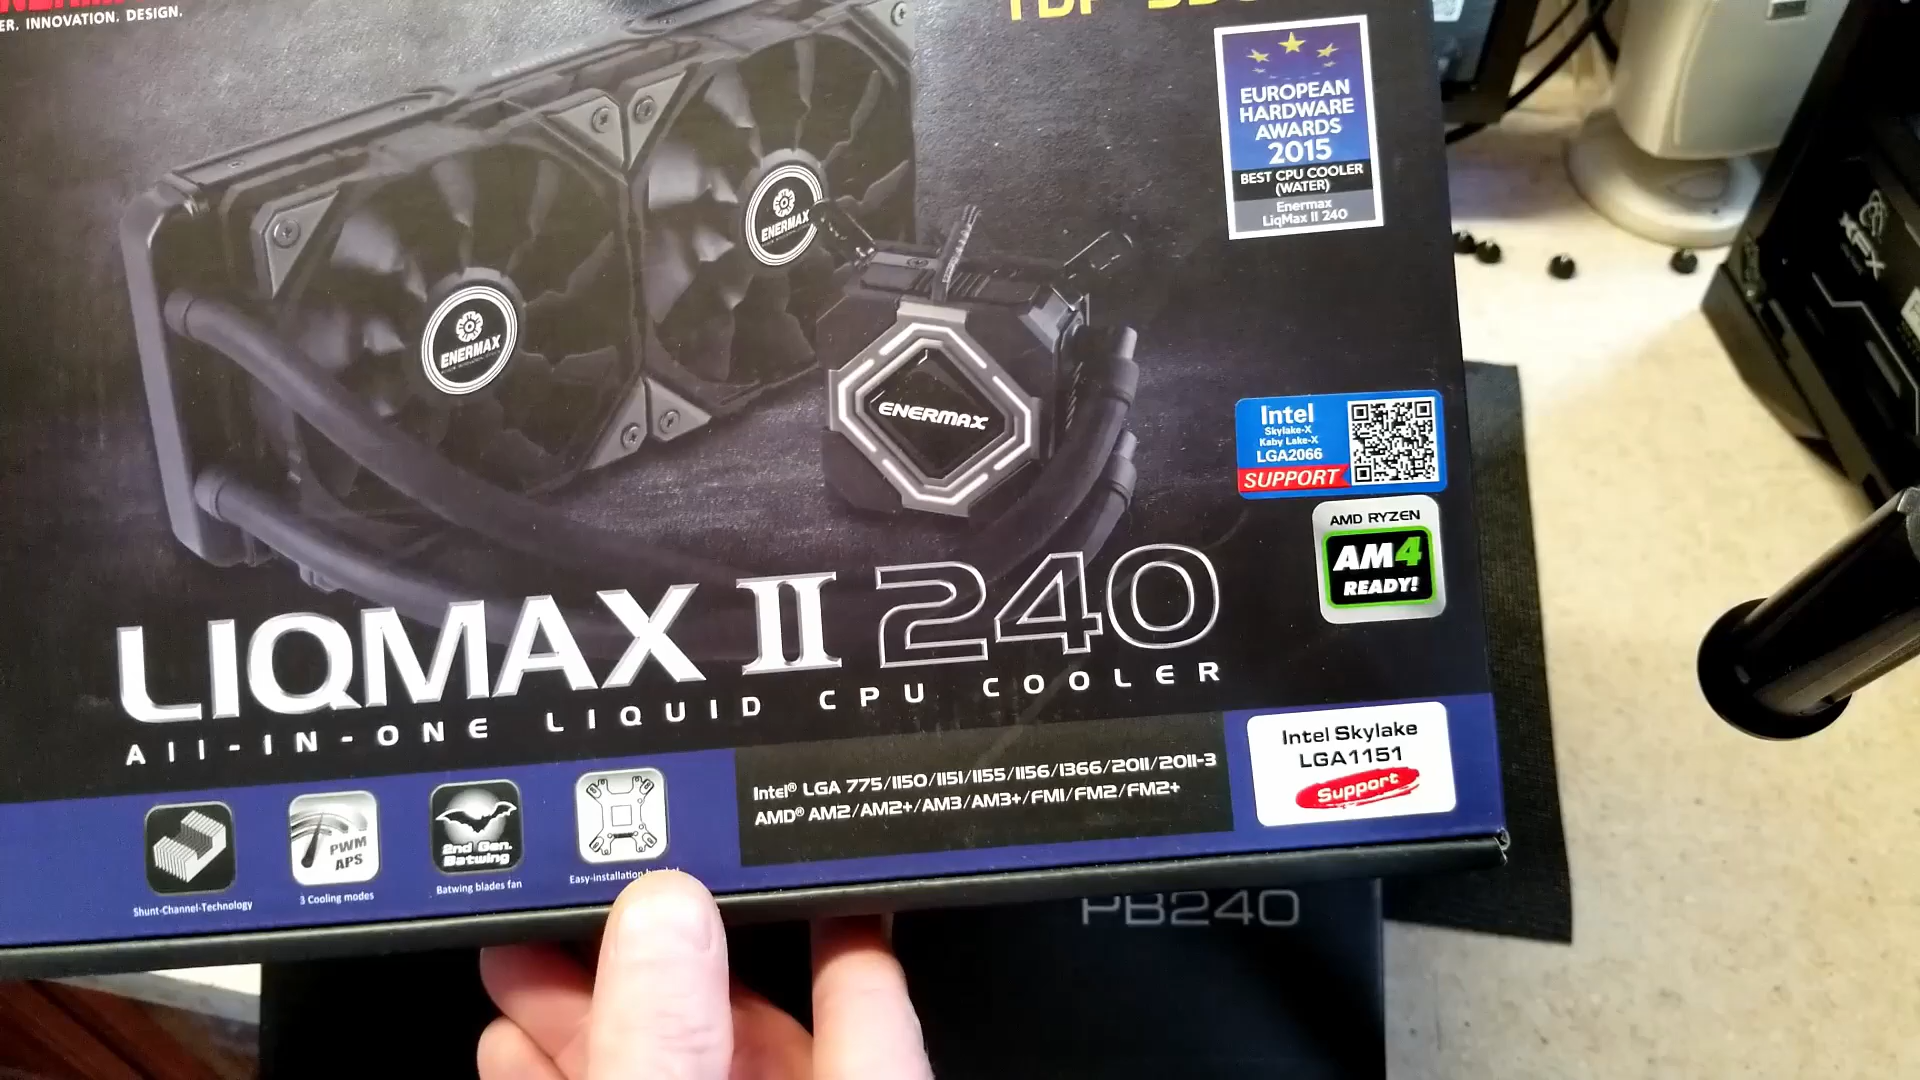 ER. INNOVATION. DESIGN.
TDP
EUROPEAN
HARDWARE
AWARDS
2015
BEST CPU COOLER
(WATER)
Enermax
LiqMax II 240
ENERMAX
ENERMAX
ENERMAX
XFX
Intel
Skylake-X
Kaby Lake-X
LGA2066
SUPPORT
AMD RYZEN
AM4
READY!
LIQMAX II 240
All-IN-ONE LIQUID CPU COOLER
Intel Skylake
LGA1151
Support
Intel® LGA 775/1150/1151/1155/1156/1366/2011/2011-3
AMD® AM2/AM2+/AM3/AM3+/FM1/FM2/FM2+
PWM
APS
2nd Gen.
Batwing
Shunt-Channel-Technology
3 Cooling modes
Batwing blades fan
Easy-installation
PB240